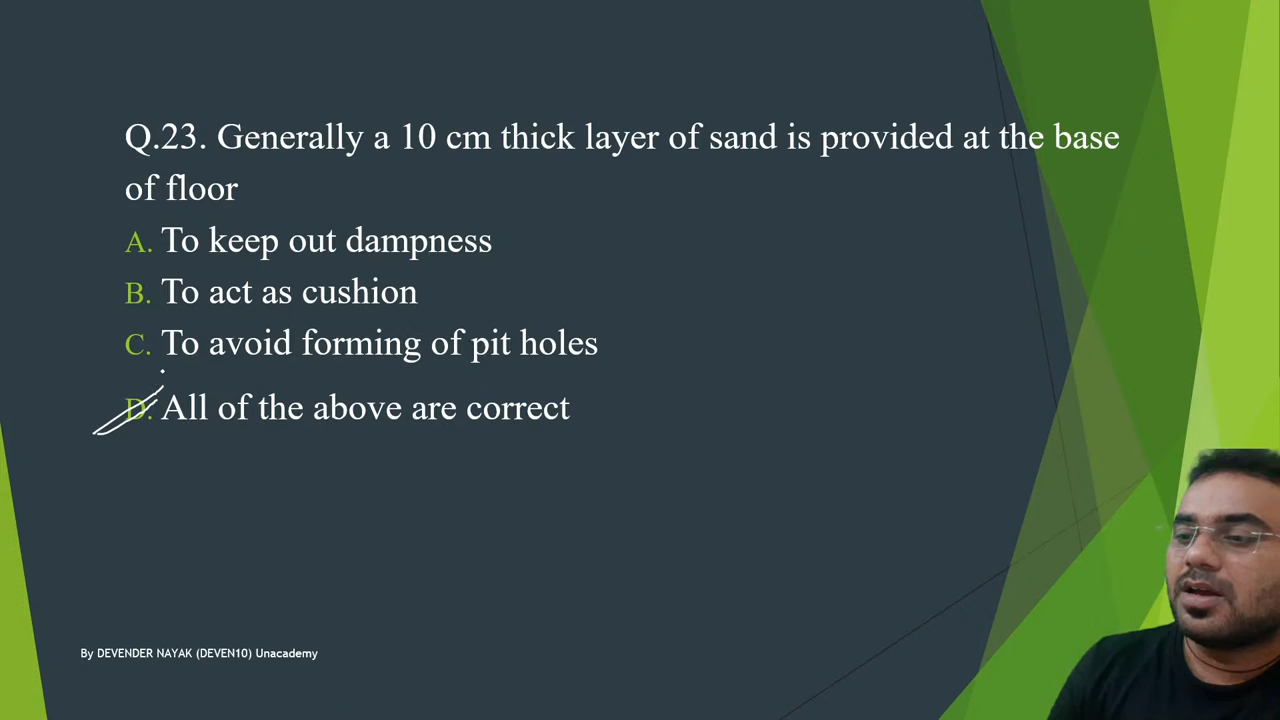 Q.23. Generally a 10 cm thick layer of sand is provided at the base
of floor
A. To keep out dampness
B. To act as cushion
C. To avoid forming of pit holes
D. All of the above are correct
By DEVENDER NAYAK (DEVEN10) Unacademy